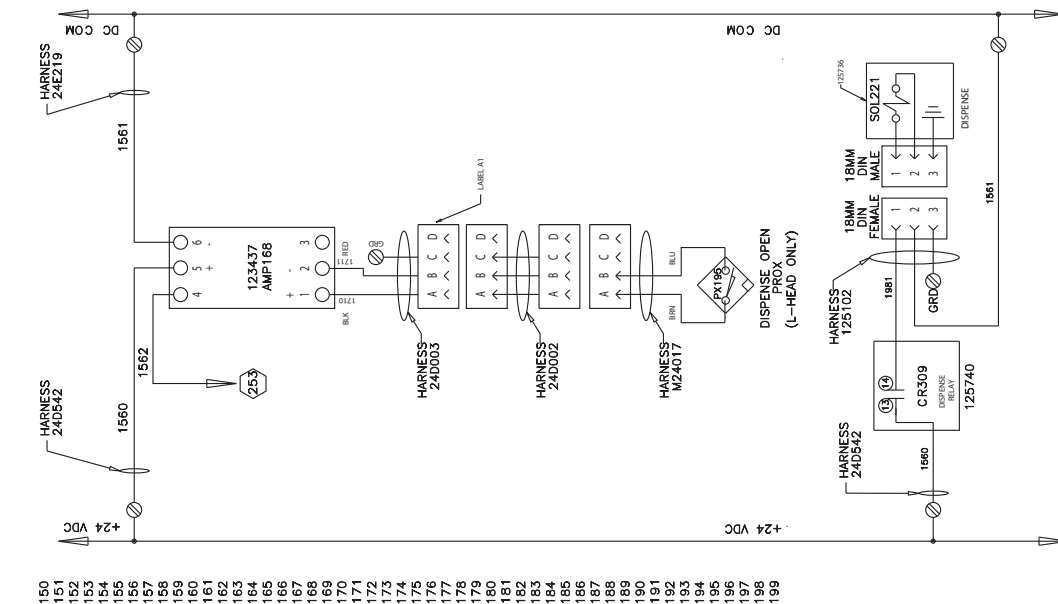 DC COM
DC COM
HARNESS
24E219
1561
6
-
5
+
4
123437
AMP168
3
-
2
+
1
RED
1711
1710
BLK
1562
253
HARNESS
24D542
1560
+24 VDC
+24 VDC
GRD
A B C D
LABEL A1
HARNESS
24D003
A B C D
A B C D
HARNESS
24D002
A B C D
HARNESS
M24017
BLU
BRN
PX195
DISPENSE OPEN
PROX
(L-HEAD ONLY)
125736
SOL221
DISPENSE
18MM
DIN
MALE
1 2 3
18MM
DIN
FEMALE
1 2 3
1561
HARNESS
125102
1981
GRD
13
14
CR309
DISPENSE
RELAY
125740
HARNESS
24D542
1560
150
151
152
153
154
155
156
157
158
159
160
161
162
163
164
165
166
167
168
169
170
171
172
173
174
175
176
177
178
179
180
181
182
183
184
185
186
187
188
189
190
191
192
193
194
195
196
197
198
199